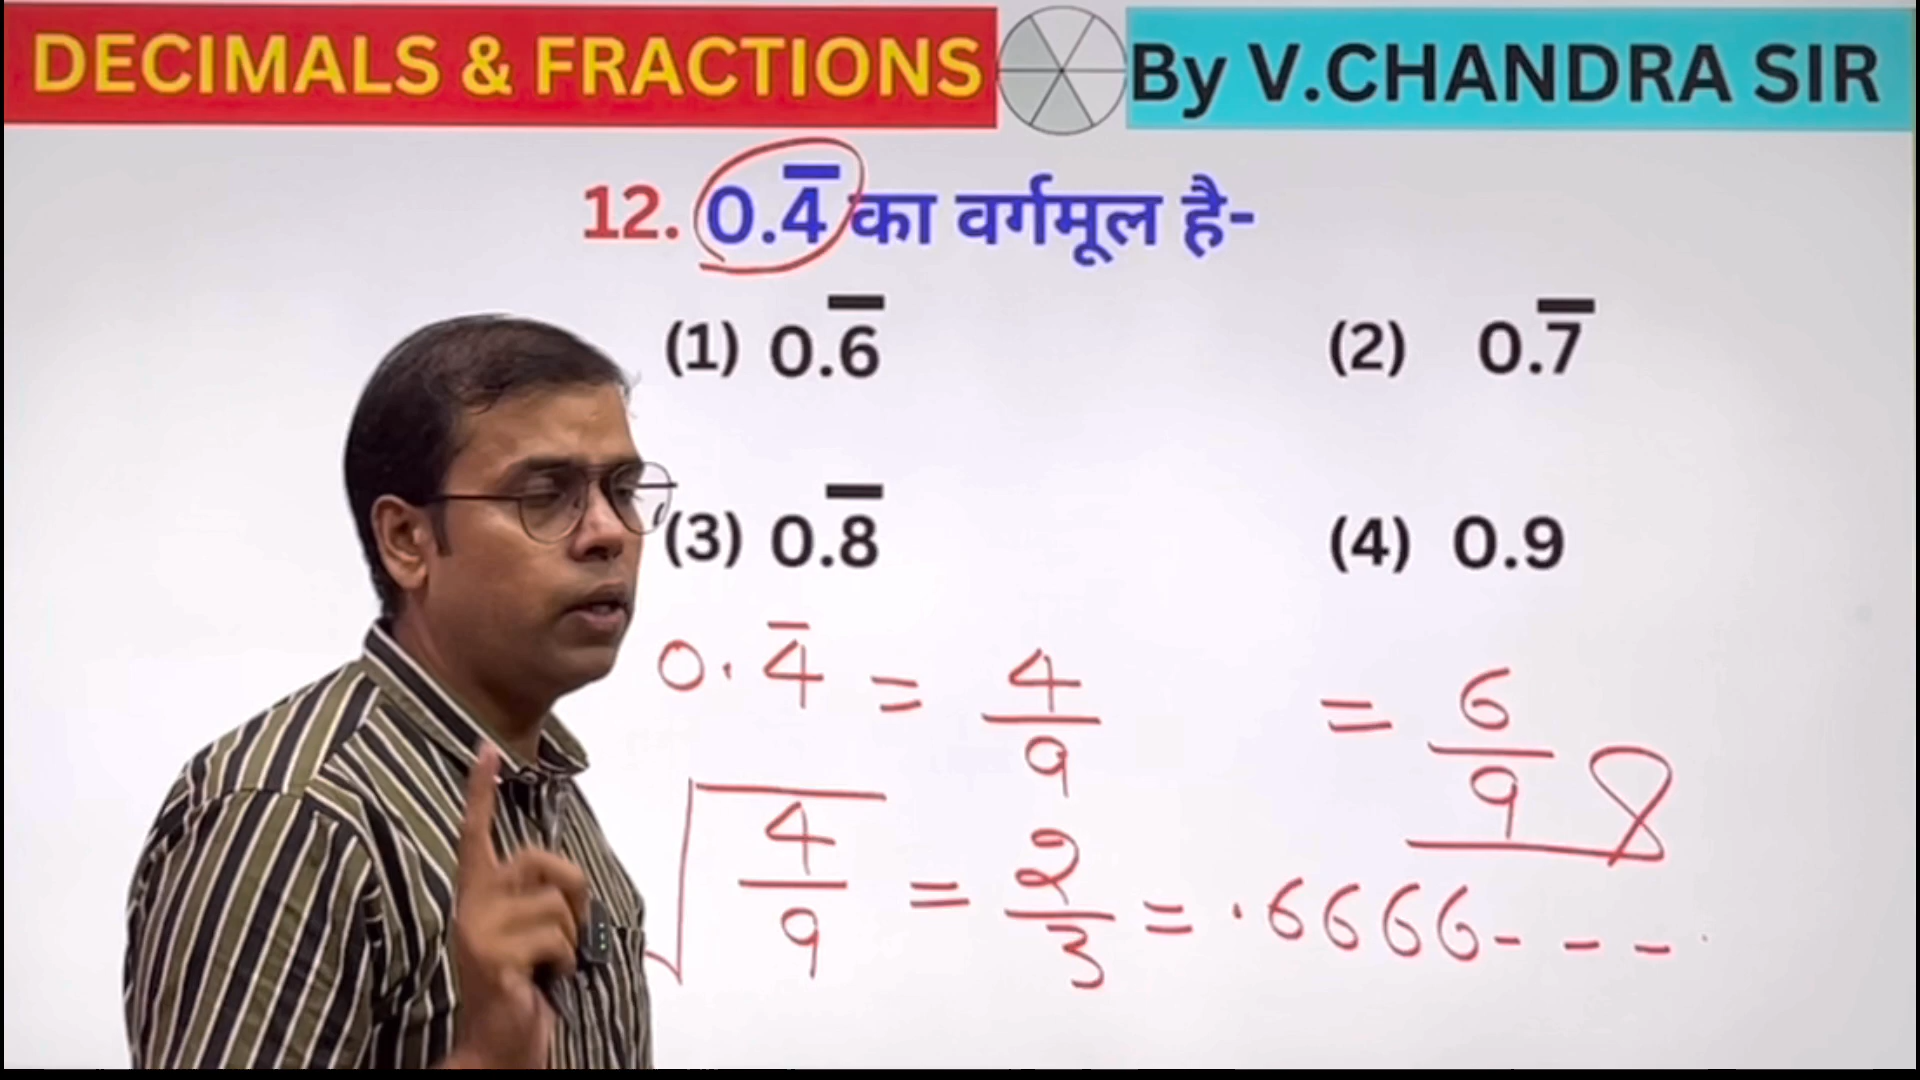 DECIMALS & FRACTIONS By V.CHANDRA SIR
12. 0.4̅ का वर्गमूल है-
(1) 0.6̅ (2) 0.7̅
(3) 0.8̅ (4) 0.9
0.4̅ = 4/9 = 6/9
√(4/9) = 2/3 = .6666- - - -